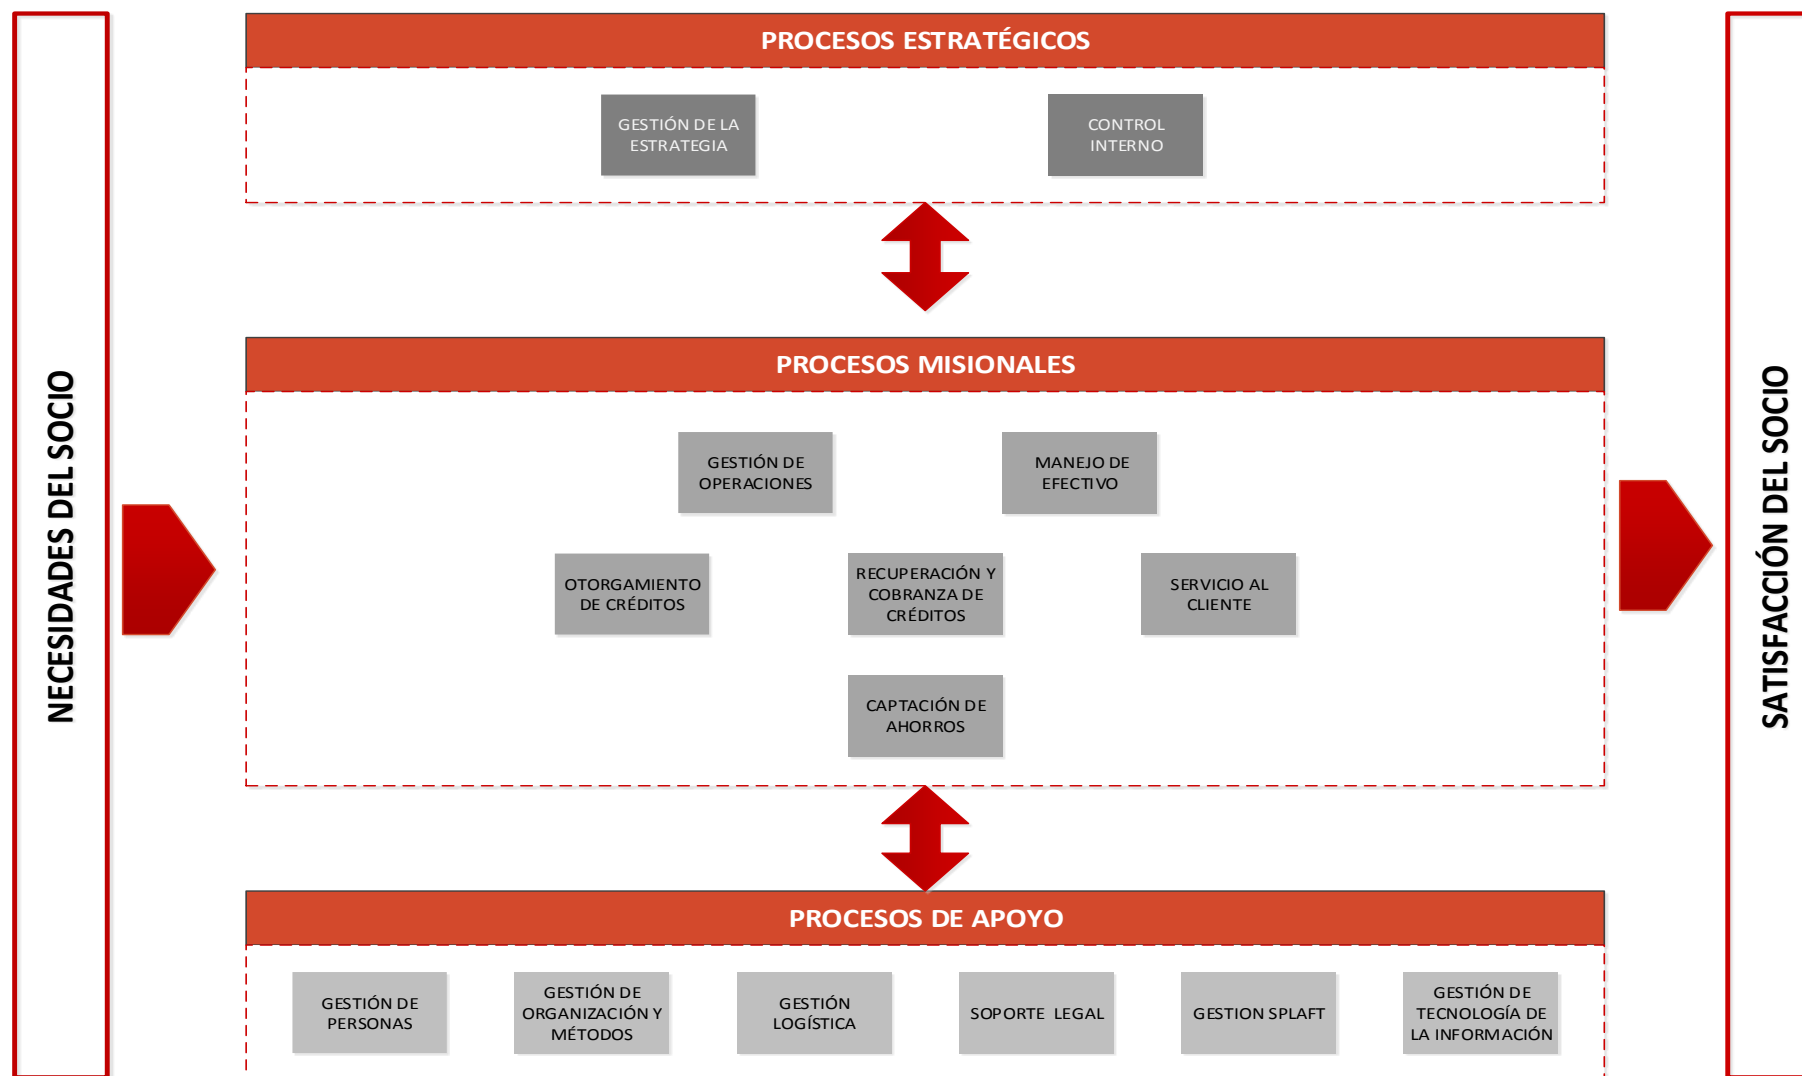 PROCESOS ESTRATÉGICOS
GESTIÓN DE LA
ESTRATEGIA
CONTROL
INTERNO
NECESIDADES DEL SOCIO
PROCESOS MISIONALES
GESTIÓN DE
OPERACIONES
MANEJO DE
EFECTIVO
OTORGAMIENTO
DE CRÉDITOS
RECUPERACIÓN Y
COBRANZA DE
CRÉDITOS
SERVICIO AL
CLIENTE
CAPTACIÓN DE
AHORROS
SATISFACCIÓN DEL SOCIO
PROCESOS DE APOYO
GESTIÓN DE
PERSONAS
GESTIÓN DE
ORGANIZACIÓN Y
MÉTODOS
GESTIÓN
LOGÍSTICA
SOPORTE LEGAL
GESTION SPLAFT
GESTIÓN DE
TECNOLOGÍA DE
LA INFORMACIÓN